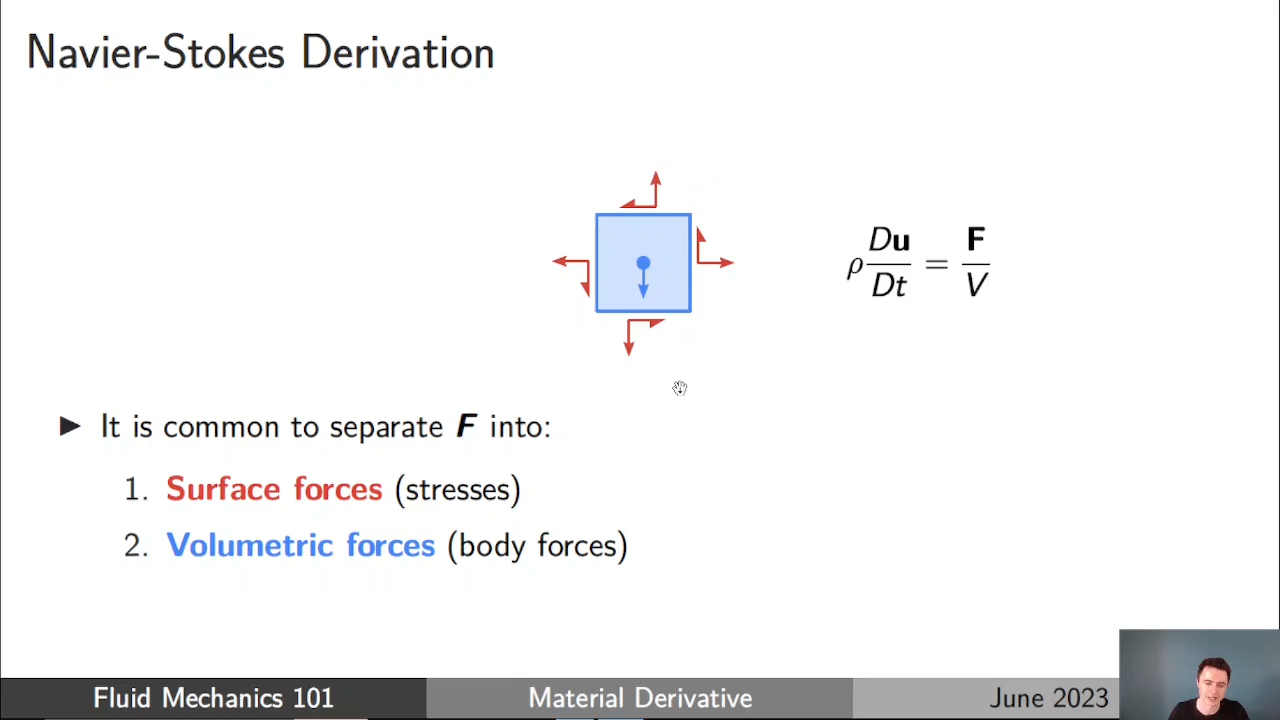 Navier-Stokes Derivation
ρ Du/Dt = F/V
▶ It is common to separate F into:
1. Surface forces (stresses)
2. Volumetric forces (body forces)
Fluid Mechanics 101
Material Derivative
June 2023